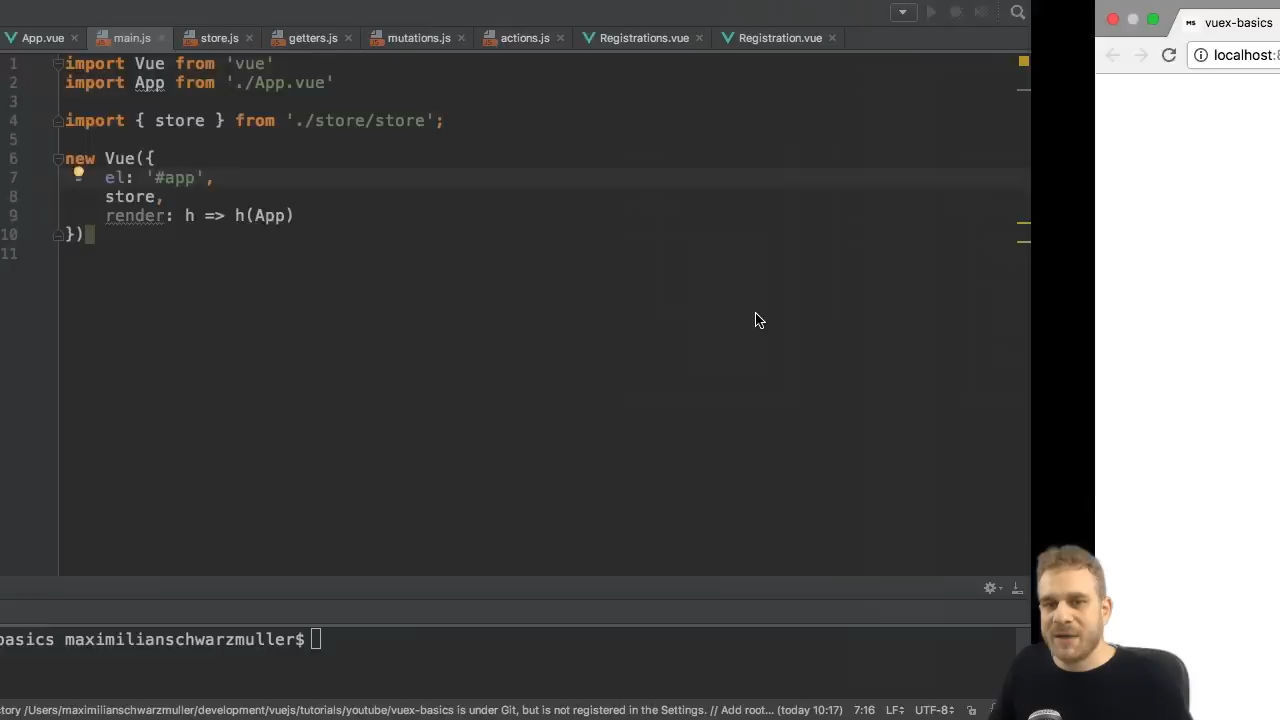 App.vue
main.js
store.js
getters.js
mutations.js
actions.js
Registrations.vue
Registration.vue
vuex-basics
localhost:8
1 import Vue from 'vue'
2 import App from './App.vue'
3
4 import { store } from './store/store';
5
6 new Vue({
7 el: '#app',
8 store,
9 render: h => h(App)
10 })
11
basics maximilianschwarzmuller$
tory /Users/maximilianschwarzmuller/development/vuejs/tutorials/youtube/vuex-basics is under Git, but is not registered in the Settings. // Add root... (today 10:17) 7:16 LF UTF-8